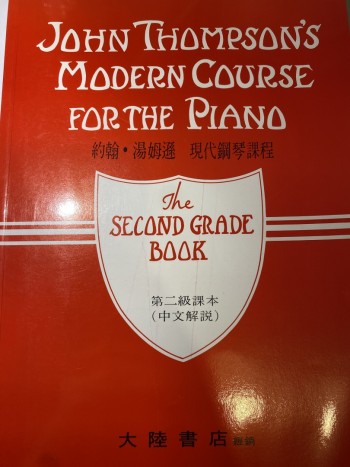 JOHN THOMPSON'S
MODERN COURSE
FOR THE PIANO
約翰・湯姆遜 現代鋼琴課程
The
SECOND GRADE
BOOK
第二級課本
(中文解説)
大陸書店